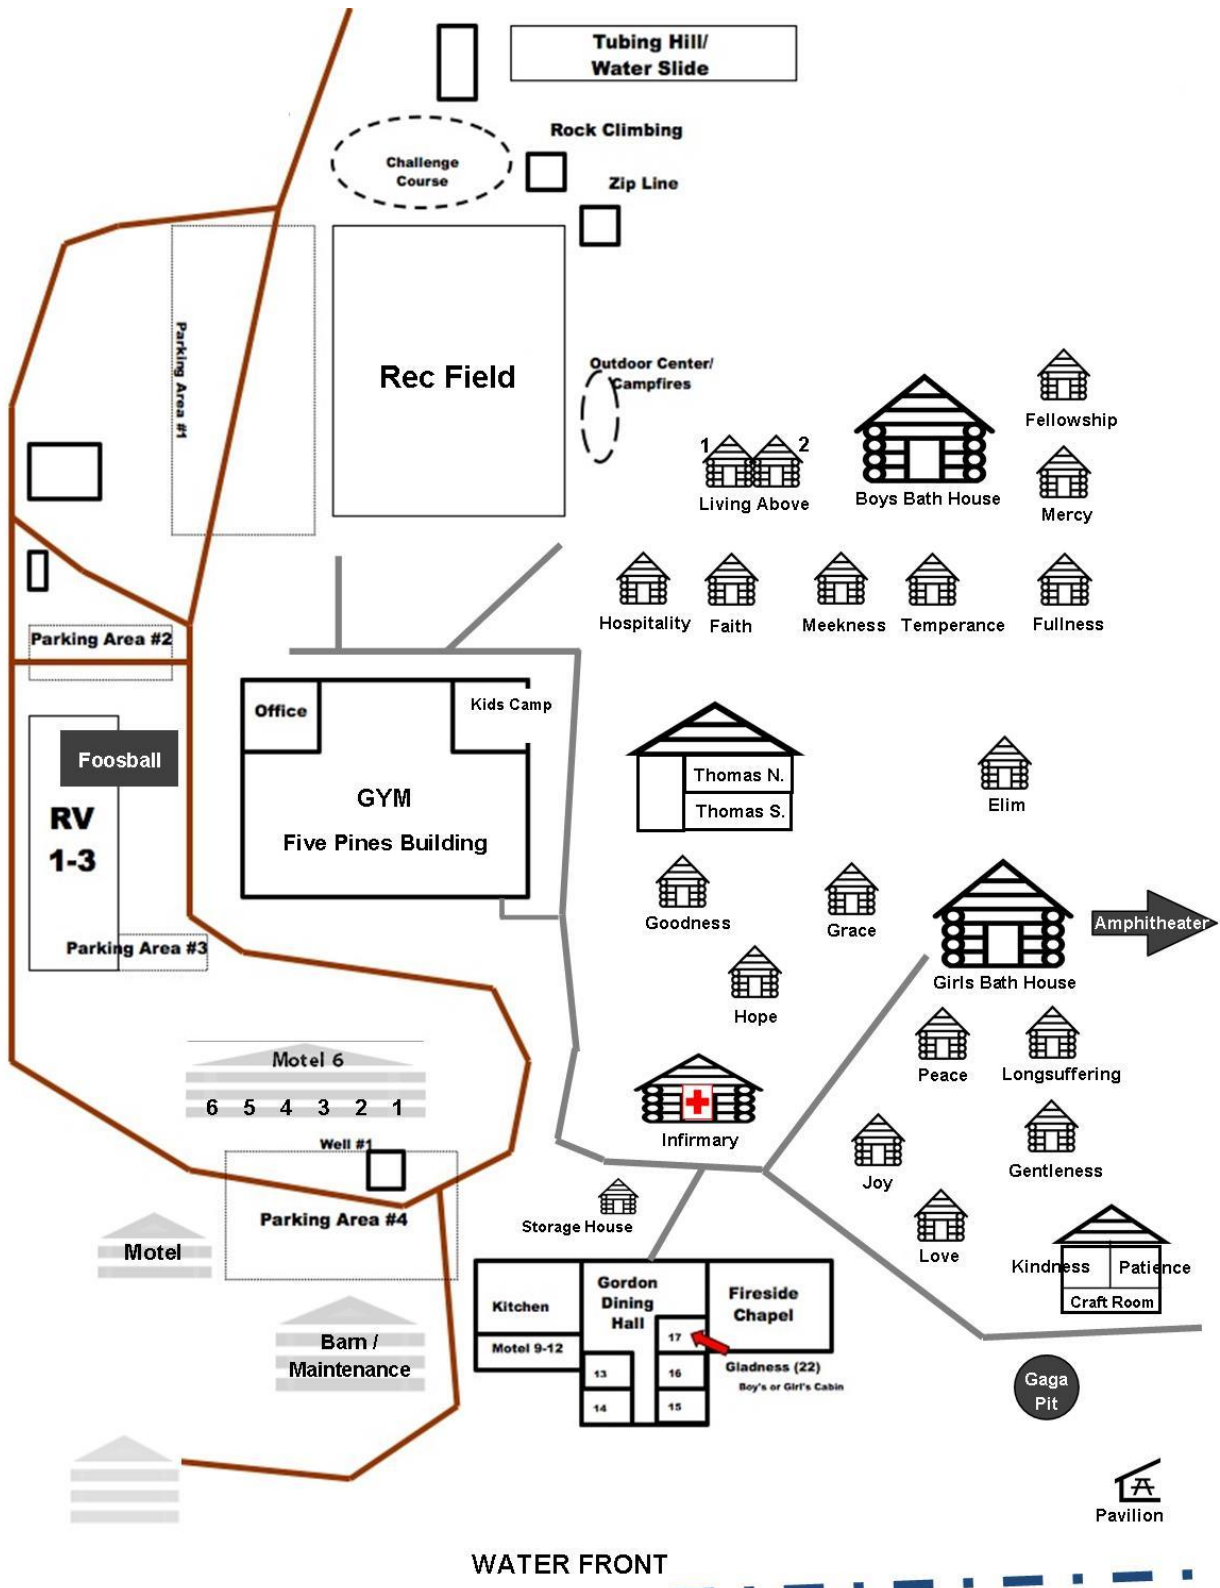 Tubing Hill/
Water Slide
Rock Climbing
Challenge
Course
Zip Line
Parking Area #1
Rec Field
Outdoor Center/
Campfires
Fellowship
1 2
Living Above
Boys Bath House
Mercy
Hospitality
Faith
Meekness
Temperance
Fullness
Parking Area #2
Office
Kids Camp
Foosball
Thomas N.
Thomas S.
GYM
Five Pines Building
RV
1-3
Elim
Goodness
Grace
Amphitheater
Parking Area #3
Girls Bath House
Hope
Motel 6
6 5 4 3 2 1
Peace
Longsuffering
Infirmary
Well #1
Joy
Gentleness
Parking Area #4
Storage House
Motel
Love
Kindness
Patience
Craft Room
Kitchen
Gordon
Dining
Hall
Fireside
Chapel
Motel 9-12
17
Barn /
Maintenance
13
16
Gladness (22)
Boy's or Girl's Cabin
14
15
Gaga
Pit
Pavilion
WATER FRONT